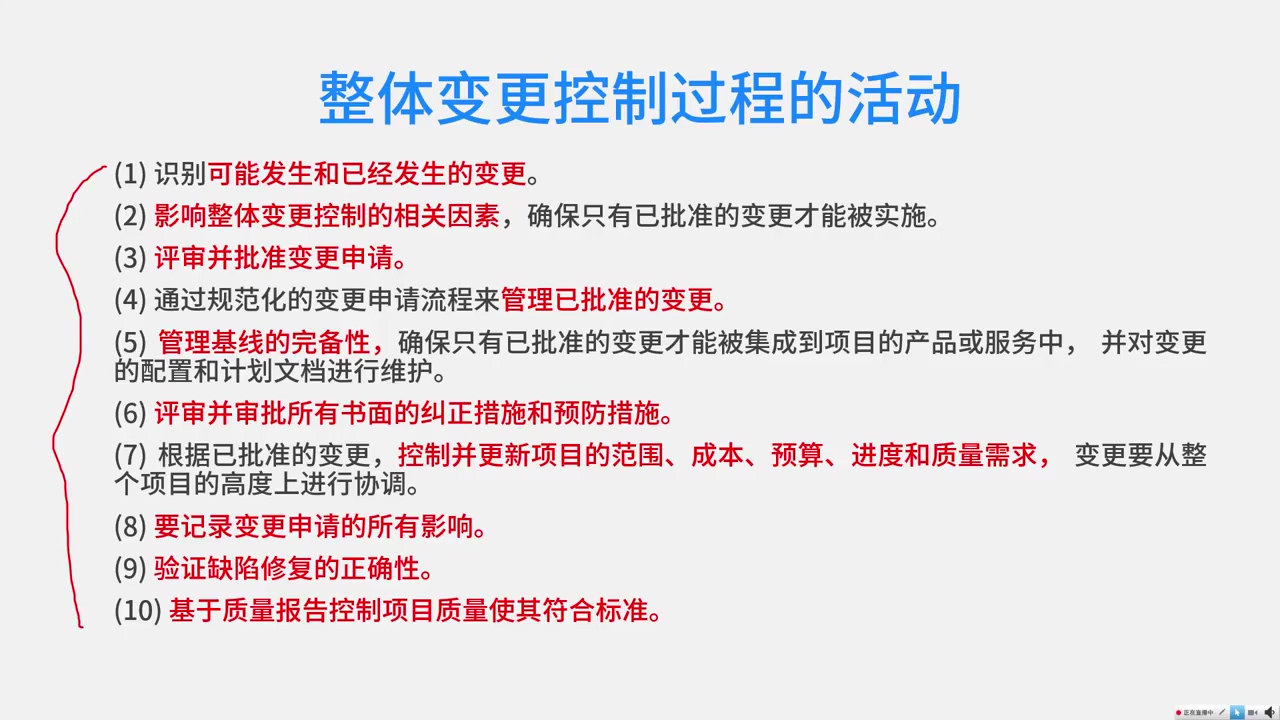 整体变更控制过程的活动
(1) 识别可能发生和已经发生的变更。
(2) 影响整体变更控制的相关因素，确保只有已批准的变更才能被实施。
(3) 评审并批准变更申请。
(4) 通过规范化的变更申请流程来管理已批准的变更。
(5) 管理基线的完备性，确保只有已批准的变更才能被集成到项目的产品或服务中， 并对变更
的配置和计划文档进行维护。
(6) 评审并审批所有书面的纠正措施和预防措施。
(7) 根据已批准的变更，控制并更新项目的范围、成本、预算、进度和质量需求， 变更要从整
个项目的高度上进行协调。
(8) 要记录变更申请的所有影响。
(9) 验证缺陷修复的正确性。
(10) 基于质量报告控制项目质量使其符合标准。
正在直播中